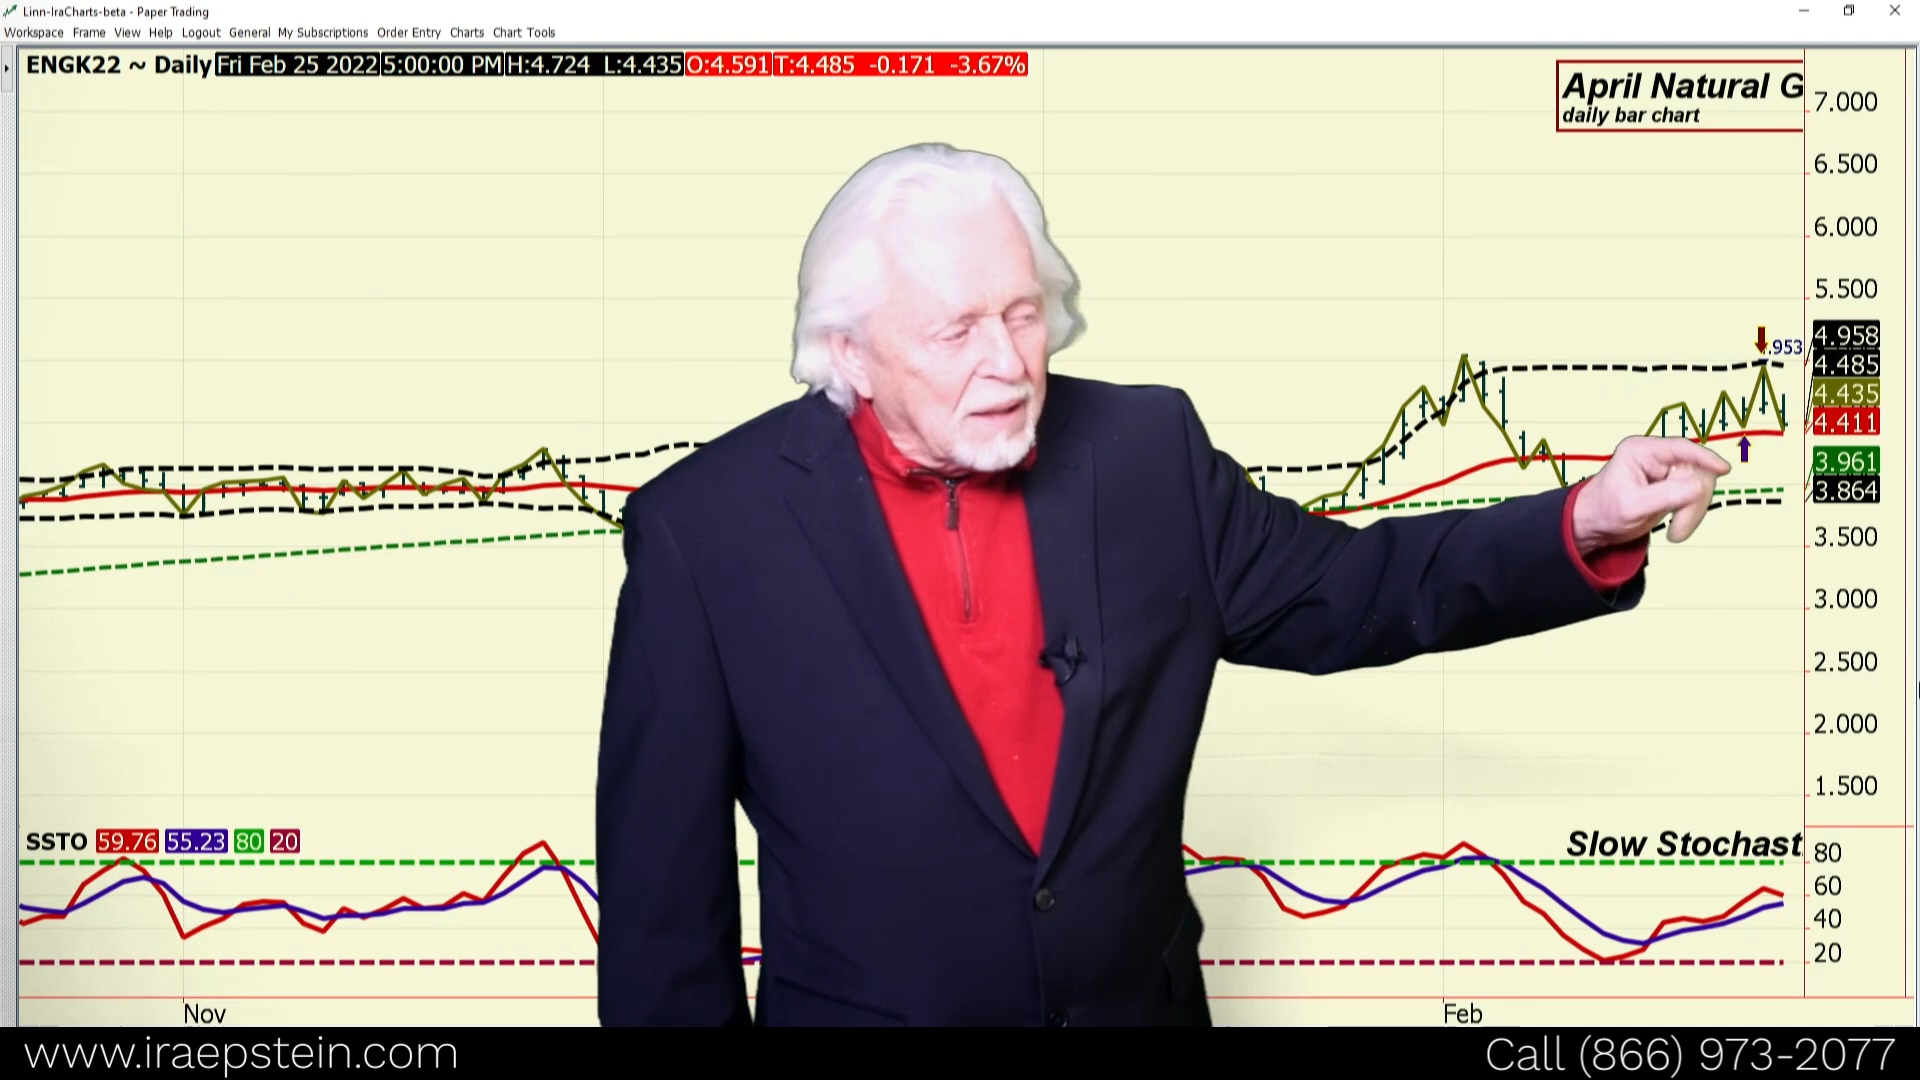 Linn-IraCharts-beta - Paper Trading
Workspace Frame View Help Logout General My Subscriptions Order Entry Charts Chart Tools
ENGK22 ~ Daily Fri Feb 25 2022 5:00:00 PM H:4.724 L:4.435 O:4.591 T:4.485 -0.171 -3.67%
April Natural G
daily bar chart
7.000
6.500
6.000
5.500
4.958
.953
4.485
4.435
4.411
3.961
3.864
3.500
3.000
2.500
2.000
1.500
SSTO 59.76 55.23 80 20
Slow Stochast
80
60
40
20
Nov
Feb
www.iraepstein.com
Call (866) 973-2077